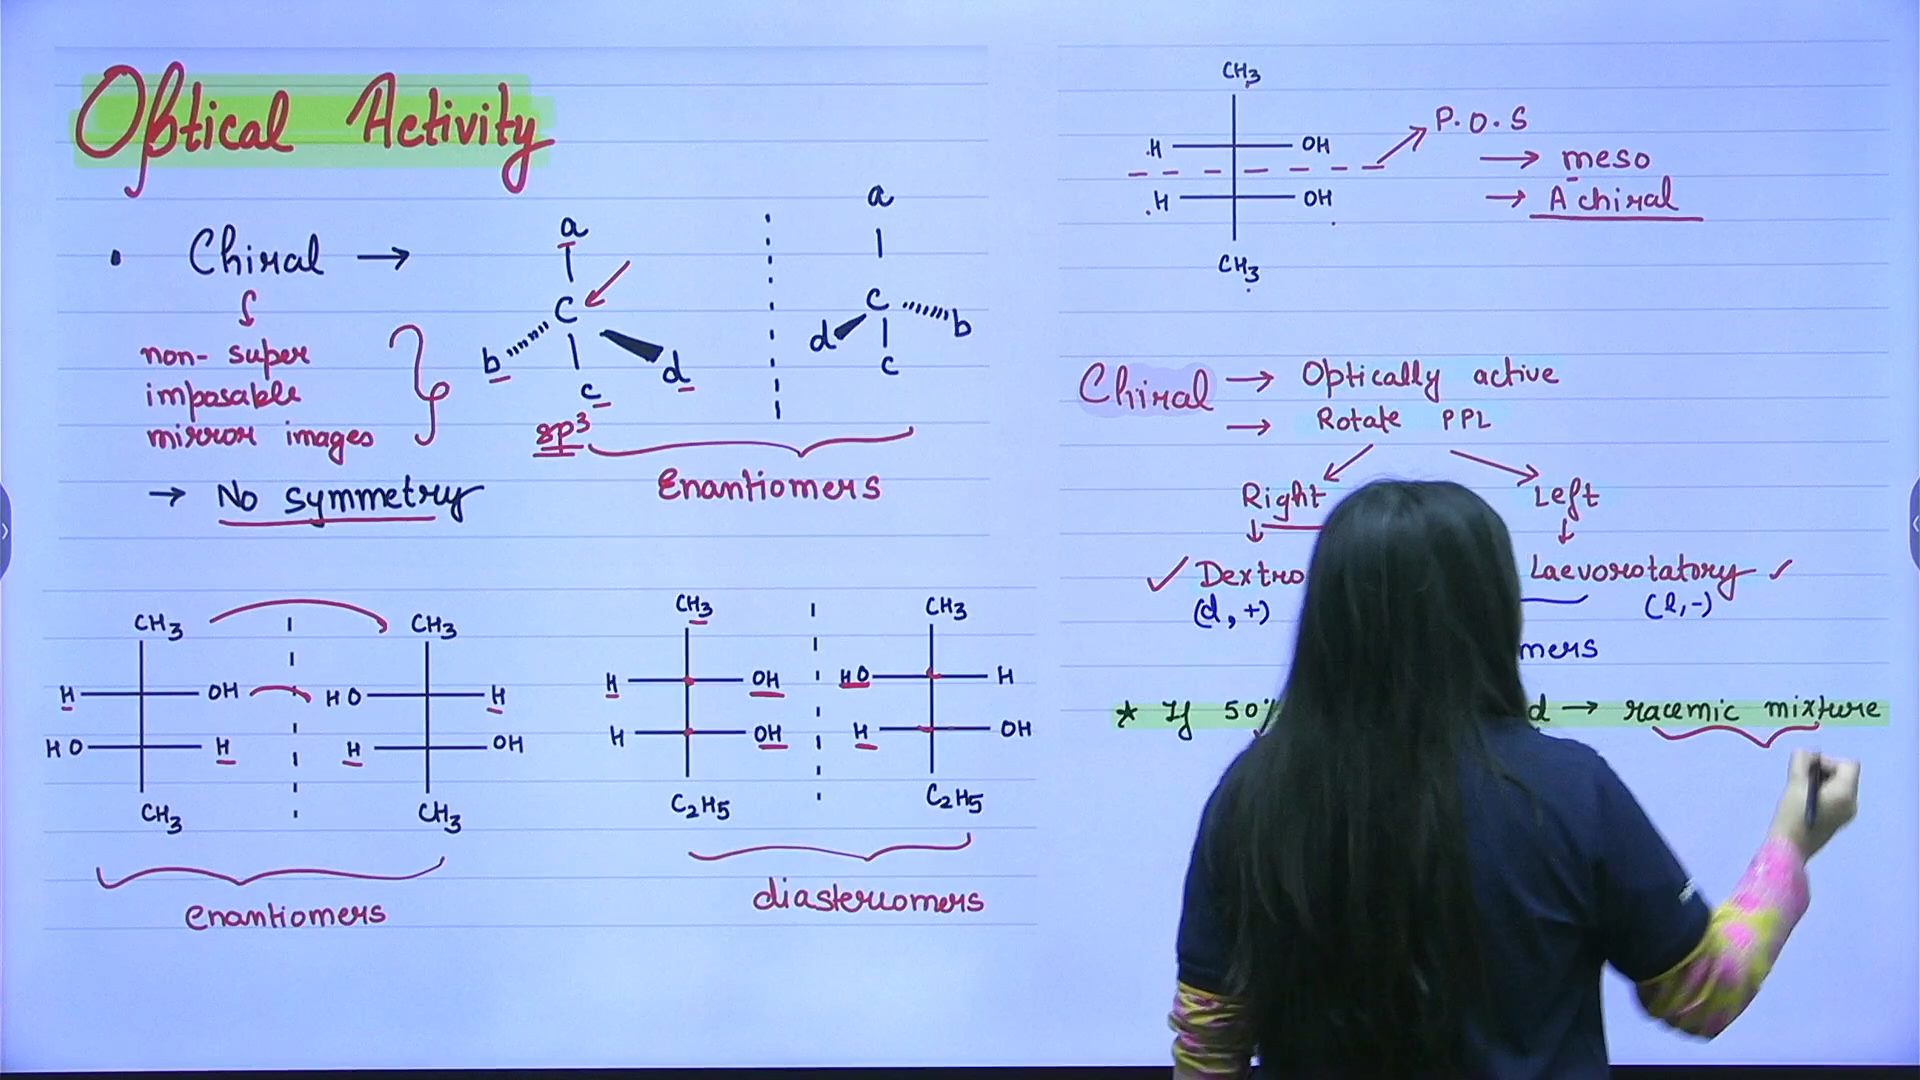 Optical Activity
• Chiral →
non-super
imposable
mirror images
→ No symmetry
a
C
b
d
c
sp³
a
C
d
b
C
Enantiomers
CH₃
H OH
HO H
CH₃
CH₃
HO H
H OH
CH₃
enantiomers
CH₃
H OH
H OH
C₂H₅
CH₃
HO H
H OH
C₂H₅
diastereomers
CH₃
H OH
H OH
CH₃
P.O.S
→ meso
→ Achiral
Chiral → Optically active
→ Rotate PPL
Right Left
✓ Dextro Laevorotatory ✓
(d, +) (l, -)
mers
* If 50% d → racemic mixture